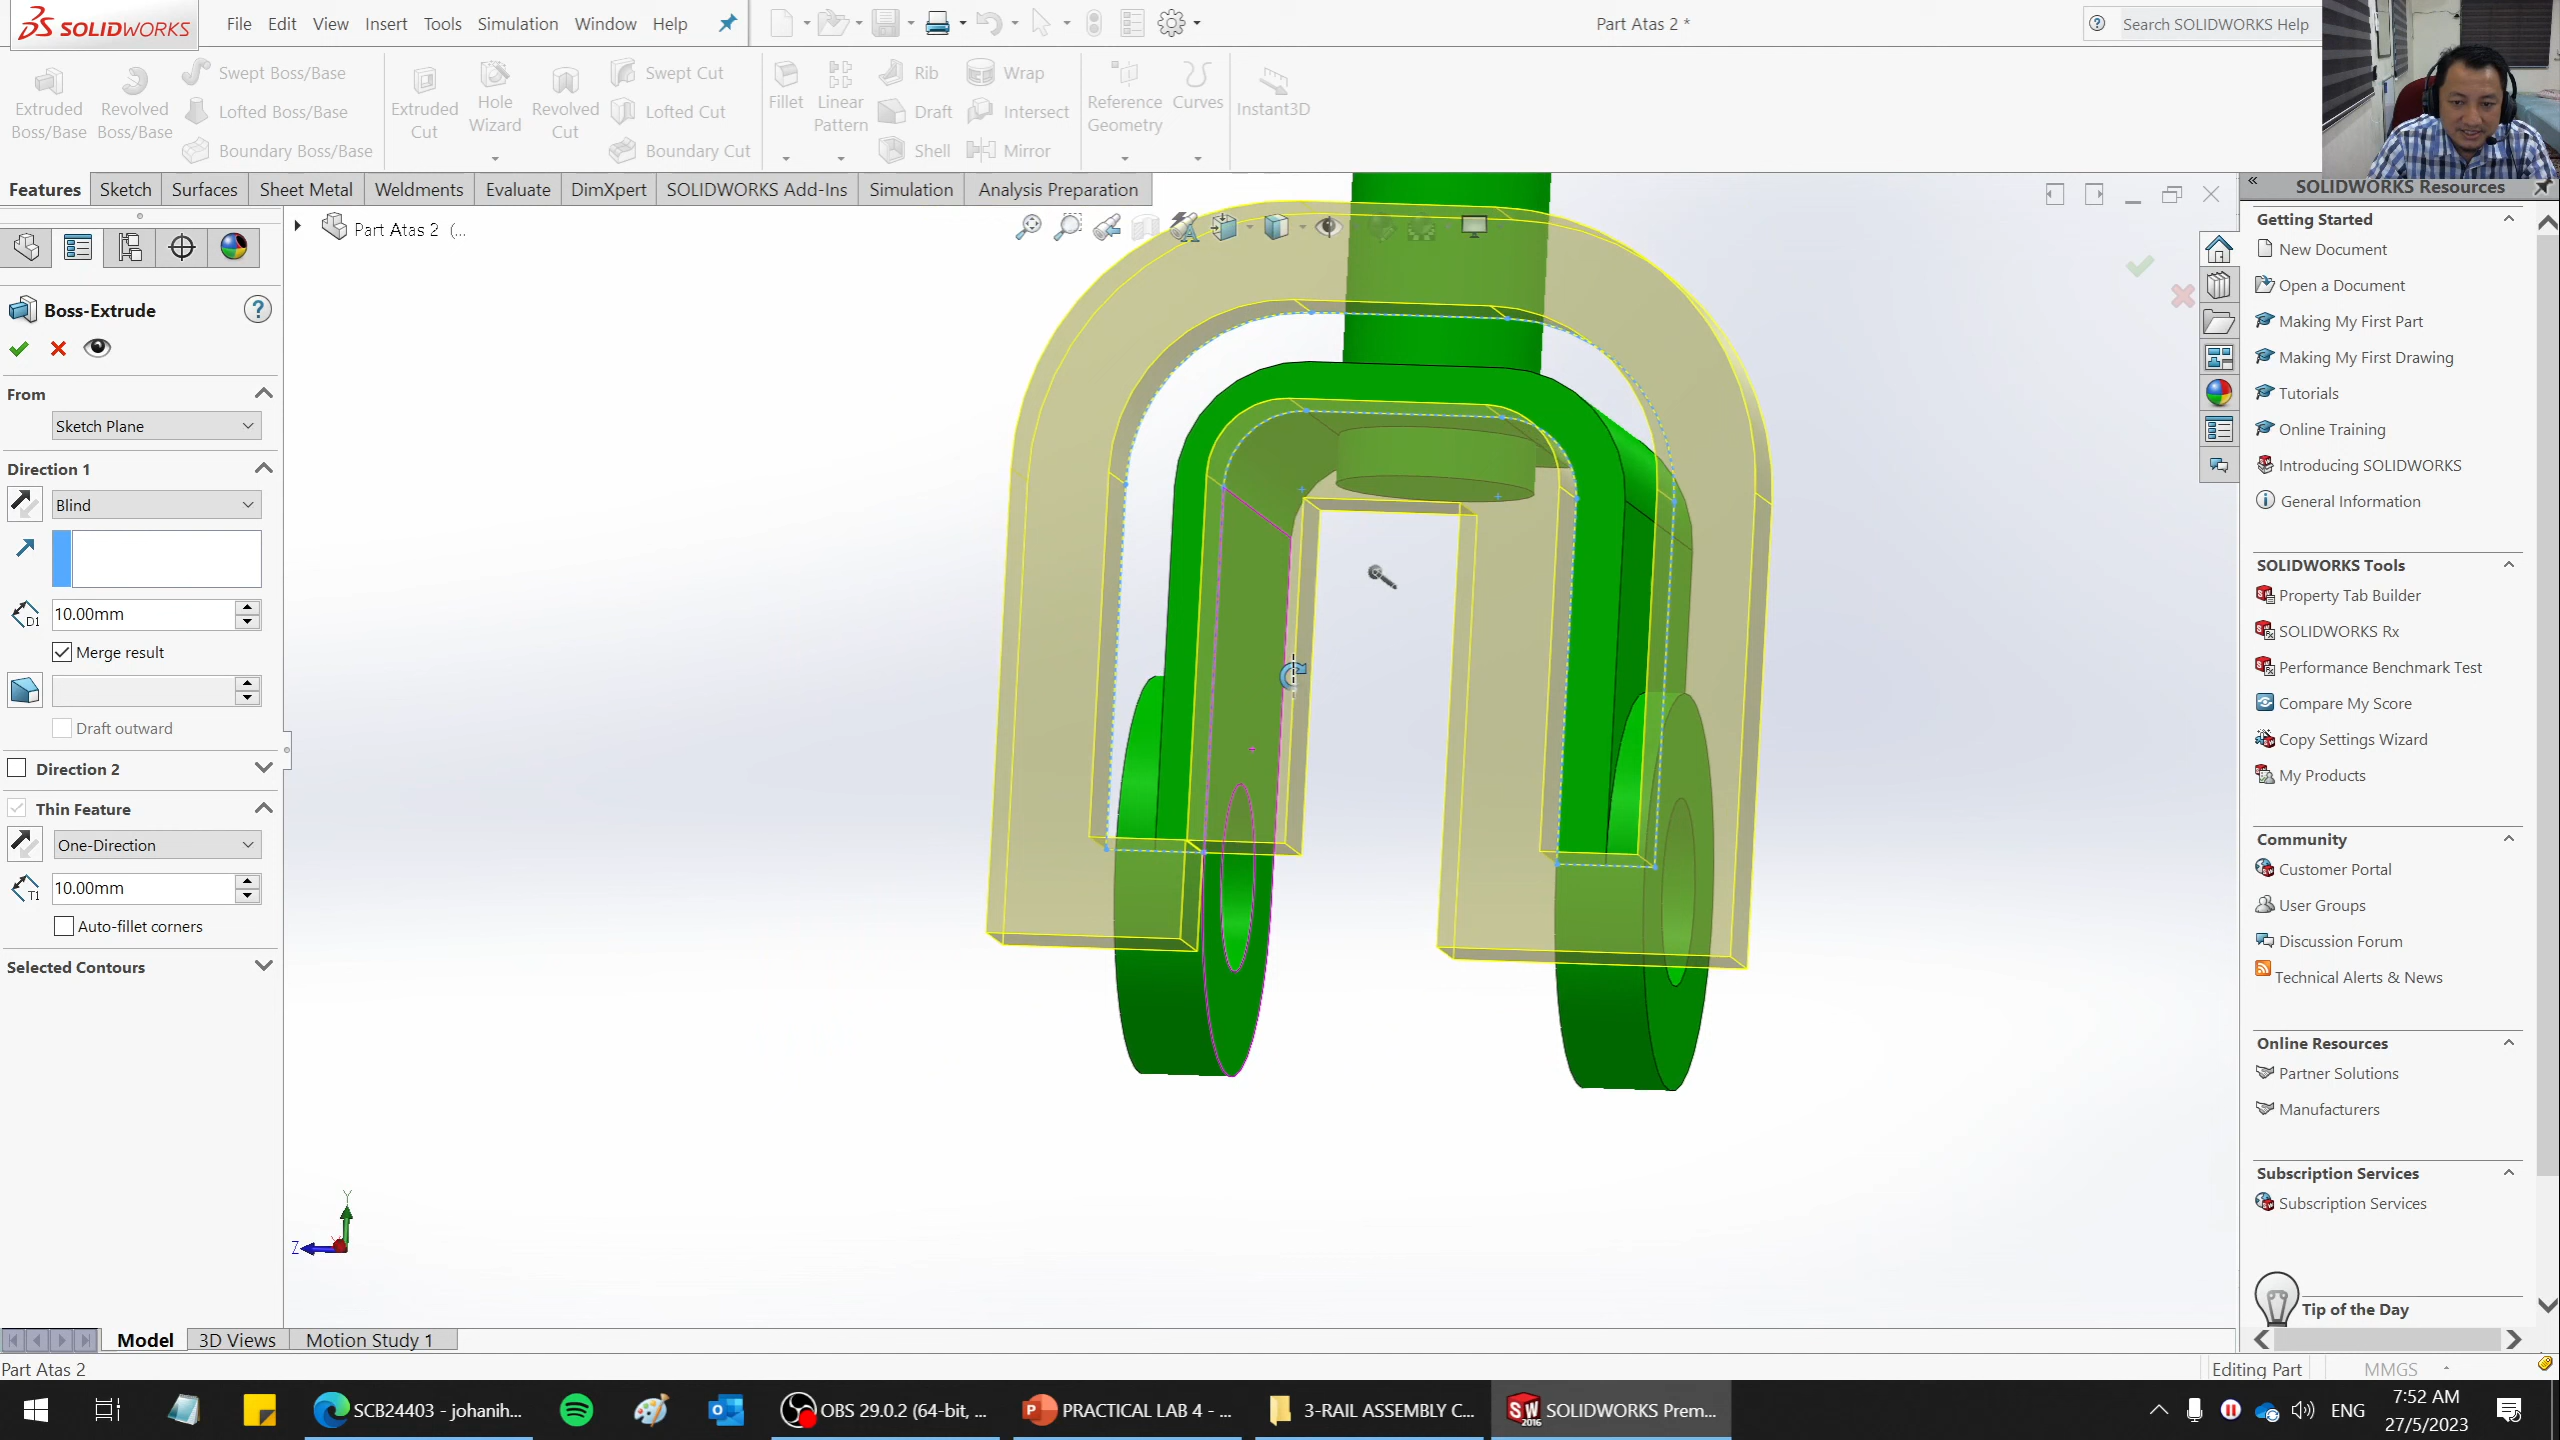 SOLIDWORKS
File Edit View Insert Tools Simulation Window Help
Part Atas 2 *
Search SOLIDWORKS Help
Extruded Boss/Base
Revolved Boss/Base
Swept Boss/Base
Lofted Boss/Base
Boundary Boss/Base
Extruded Cut
Hole Wizard
Revolved Cut
Swept Cut
Lofted Cut
Boundary Cut
Fillet
Linear Pattern
Rib
Draft
Shell
Wrap
Intersect
Mirror
Reference Geometry
Curves
Instant3D
Features Sketch Surfaces Sheet Metal Weldments Evaluate DimXpert SOLIDWORKS Add-Ins Simulation Analysis Preparation
Part Atas 2 (...
Boss-Extrude
From
Sketch Plane
Direction 1
Blind
D1
10.00mm
Merge result
Draft outward
Direction 2
Thin Feature
One-Direction
T1
10.00mm
Auto-fillet corners
Selected Contours
Y
Z
SOLIDWORKS Resources
Getting Started
New Document
Open a Document
Making My First Part
Making My First Drawing
Tutorials
Online Training
Introducing SOLIDWORKS
General Information
SOLIDWORKS Tools
Property Tab Builder
SOLIDWORKS Rx
Performance Benchmark Test
Compare My Score
Copy Settings Wizard
My Products
Community
Customer Portal
User Groups
Discussion Forum
Technical Alerts & News
Online Resources
Partner Solutions
Manufacturers
Subscription Services
Subscription Services
Tip of the Day
Model 3D Views Motion Study 1
Part Atas 2
Editing Part
MMGS
SCB24403 - johanih...
OBS 29.0.2 (64-bit, ...
PRACTICAL LAB 4 - ...
3-RAIL ASSEMBLY C...
SW 2016
SOLIDWORKS Prem...
ENG
7:52 AM
27/5/2023